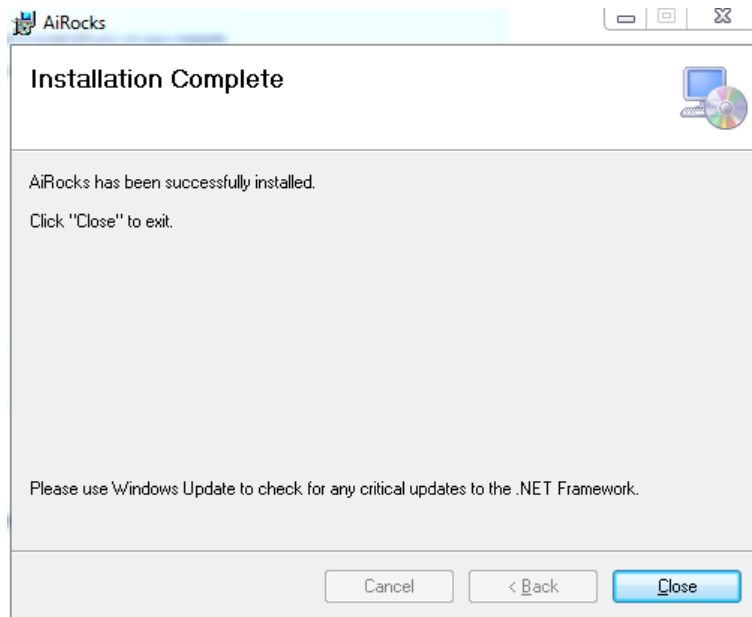 AiRocks
Installation Complete
AiRocks has been successfully installed.
Click "Close" to exit.
Please use Windows Update to check for any critical updates to the .NET Framework.
Cancel
< Back
Close